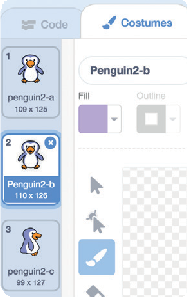 Code
Costumes
1
penguin2-a
109 x 125
2
Penguin2-b
110 x 125
3
penguin2-c
99 x 127
Penguin2-b
Fill
Outline